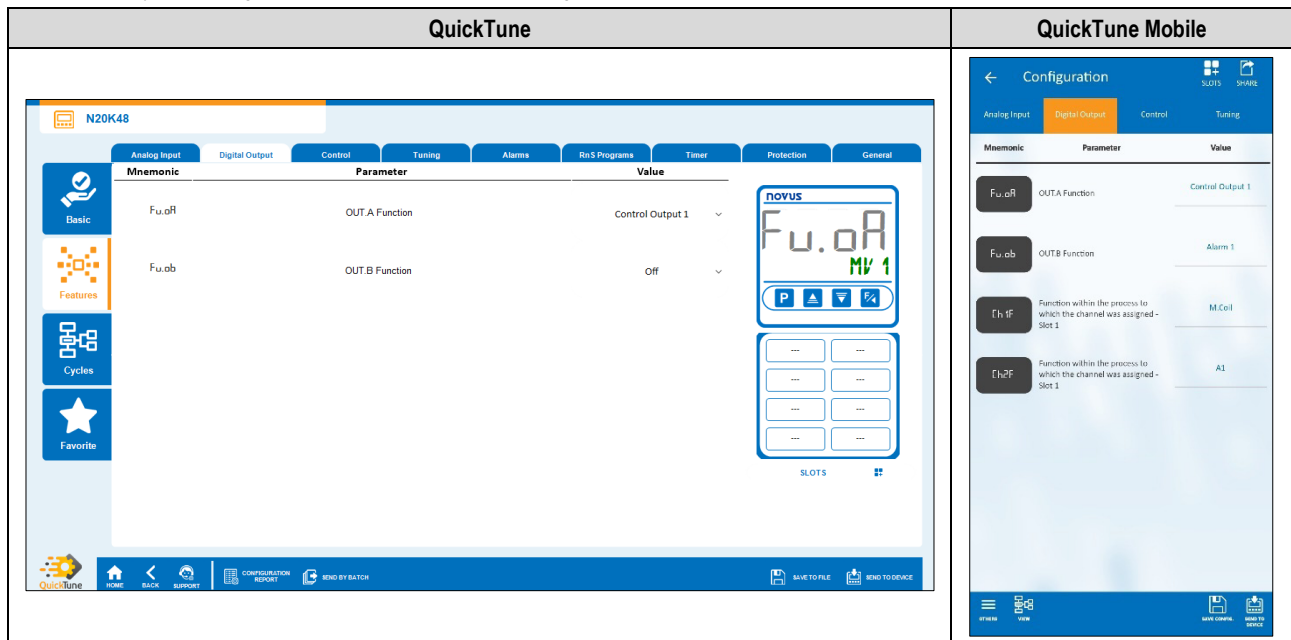 QuickTune
QuickTune Mobile
N20K48
Analog Input Digital Output Control Tuning Alarms RnS Programs Timer Protection General
Mnemonic Parameter Value
Basic
Features
Cycles
Favorite
Fu.oA OUT.A Function Control Output 1
Fu.ob OUT.B Function Off
novus
Fu.oA
MV 1
P F/4
--- ---
--- ---
--- ---
--- ---
SLOTS
QuickTune
HOME BACK SUPPORT CONFIGURATION REPORT SEND BY BATCH SAVE TO FILE SEND TO DEVICE
Configuration
SLOTS SHARE
Analog Input Digital Output Control Tuning
Mnemonic Parameter Value
Fu.oA OUT.A Function Control Output 1
Fu.ob OUT.B Function Alarm 1
Ch1F Function within the process to
which the channel was assigned - M.Coil
Slot 1
Ch2F Function within the process to
which the channel was assigned - A1
Slot 1
OTHERS VIEW SAVE CONFIG. SEND TO
DEVICE